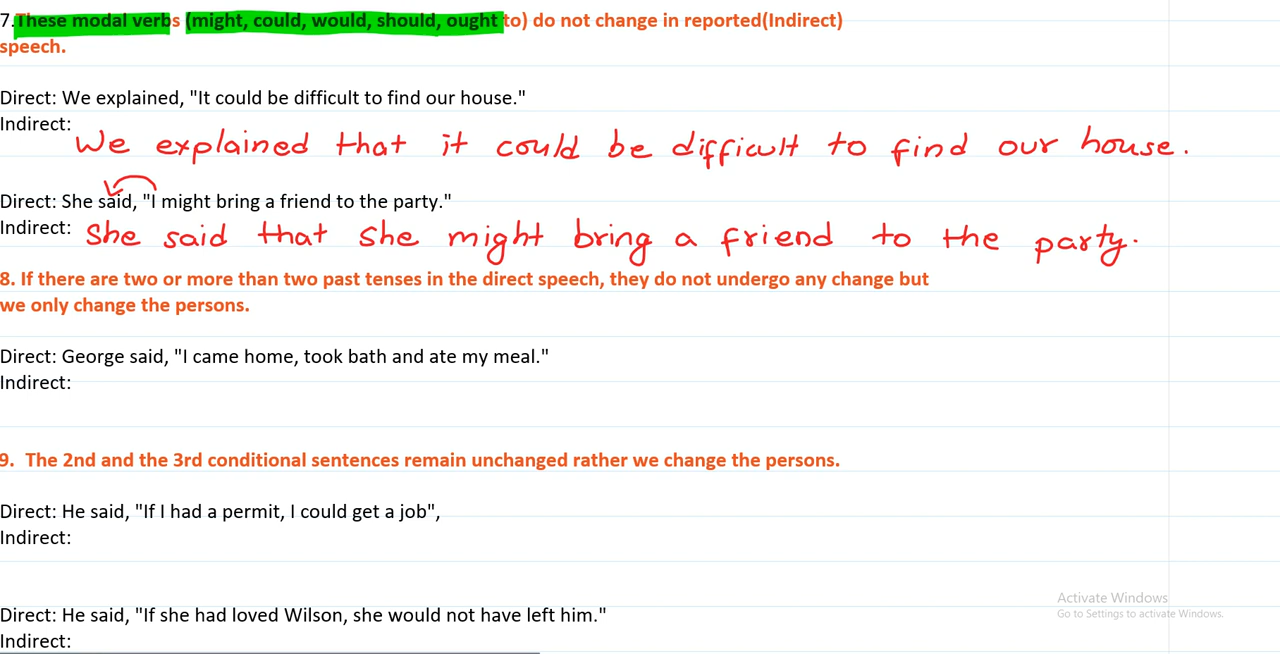 7.These modal verbs (might, could, would, should, ought to) do not change in reported(Indirect)
speech.
Direct: We explained, "It could be difficult to find our house."
Indirect:
We explained that it could be difficult to find our house.
Direct: She said, "I might bring a friend to the party."
Indirect: She said that she might bring a friend to the party.
8. If there are two or more than two past tenses in the direct speech, they do not undergo any change but
we only change the persons.
Direct: George said, "I came home, took bath and ate my meal."
Indirect:
9. The 2nd and the 3rd conditional sentences remain unchanged rather we change the persons.
Direct: He said, "If I had a permit, I could get a job",
Indirect:
Activate Windows
Go to Settings to activate Windows.
Direct: He said, "If she had loved Wilson, she would not have left him."
Indirect: